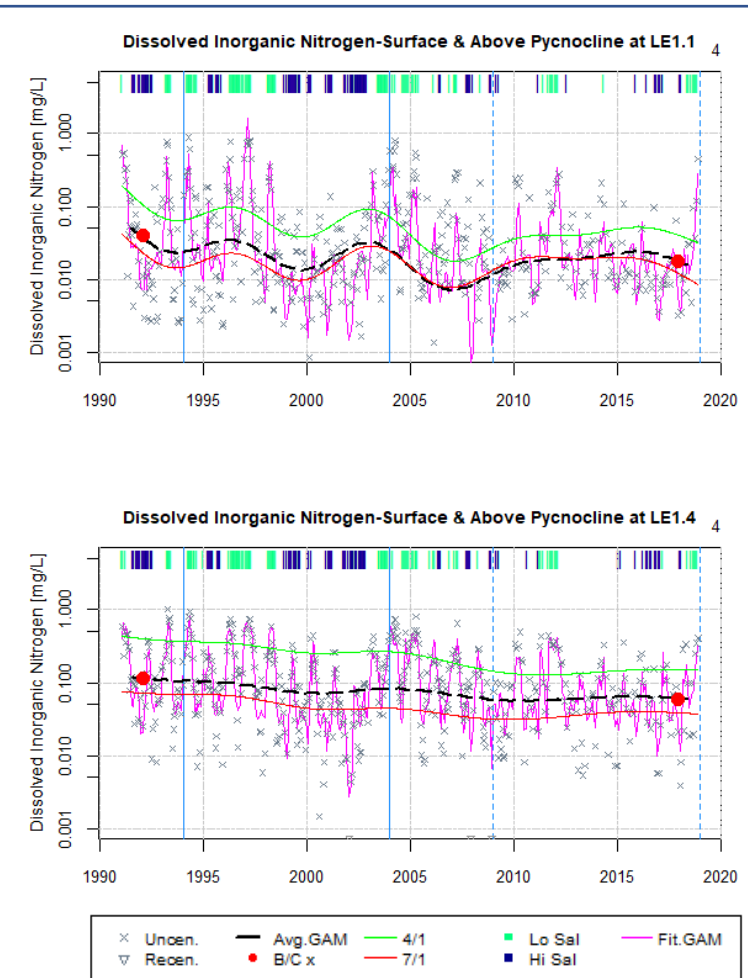 Dissolved Inorganic Nitrogen-Surface & Above Pycnocline at LE1.1
4
Dissolved Inorganic Nitrogen [mg/L]
1.000
0.100
0.010
0.001
1990 1995 2000 2005 2010 2015 2020
Dissolved Inorganic Nitrogen-Surface & Above Pycnocline at LE1.4
4
Dissolved Inorganic Nitrogen [mg/L]
1.000
0.100
0.010
0.001
1990 1995 2000 2005 2010 2015 2020
Uncen. Avg.GAM 4/1 Lo Sal Fit.GAM
Recen. B/C x 7/1 Hi Sal